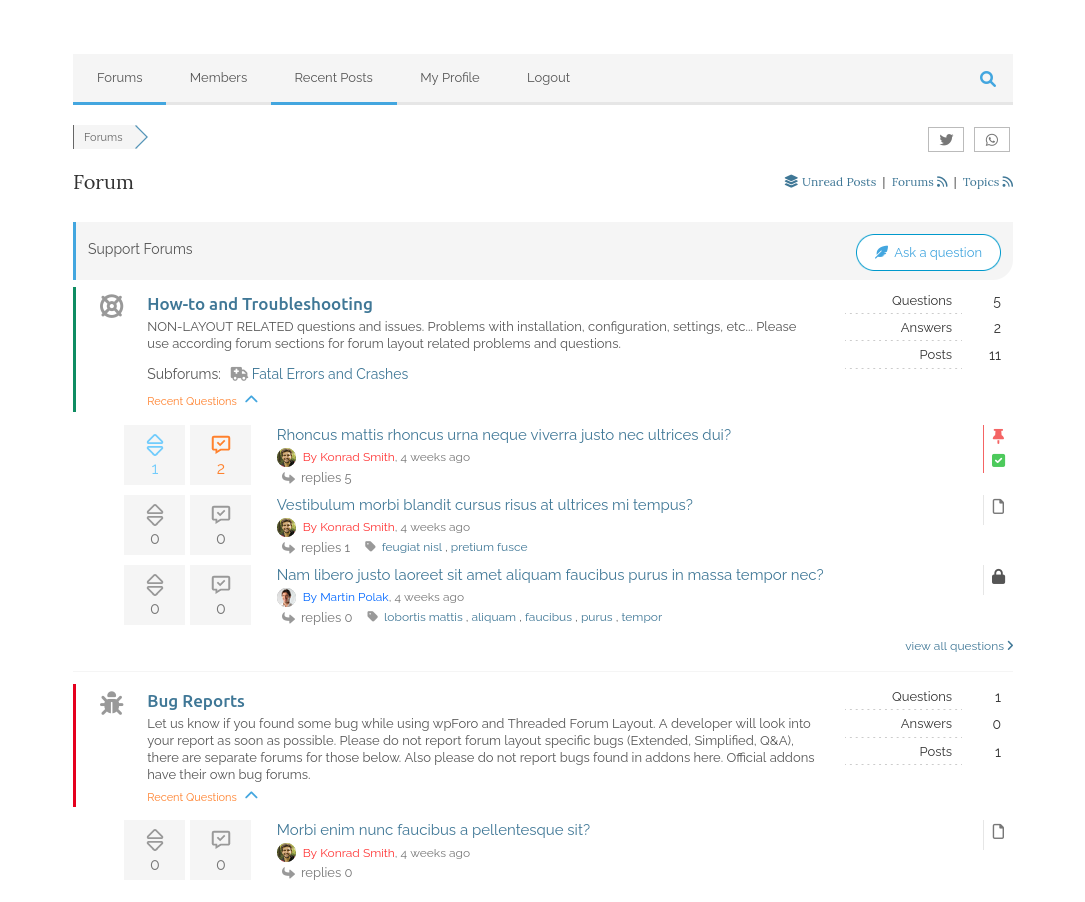 Forums Members Recent Posts My Profile Logout
Forums
Forum
Unread Posts | Forums | Topics
Support Forums
Ask a question
How-to and Troubleshooting
NON-LAYOUT RELATED questions and issues. Problems with installation, configuration, settings, etc... Please
use according forum sections for forum layout related problems and questions.
Subforums: Fatal Errors and Crashes
Recent Questions
Questions 5
Answers 2
Posts 11
1 2
Rhoncus mattis rhoncus urna neque viverra justo nec ultrices dui?
By Konrad Smith, 4 weeks ago
replies 5
0 0
Vestibulum morbi blandit cursus risus at ultrices mi tempus?
By Konrad Smith, 4 weeks ago
replies 1 feugiat nisl , pretium fusce
0 0
Nam libero justo laoreet sit amet aliquam faucibus purus in massa tempor nec?
By Martin Polak, 4 weeks ago
replies 0 lobortis mattis , aliquam , faucibus , purus , tempor
view all questions
Bug Reports
Let us know if you found some bug while using wpForo and Threaded Forum Layout. A developer will look into
your report as soon as possible. Please do not report forum layout specific bugs (Extended, Simplified, Q&A),
there are separate forums for those below. Also please do not report bugs found in addons here. Official addons
have their own bug forums.
Recent Questions
Questions 1
Answers 0
Posts 1
0 0
Morbi enim nunc faucibus a pellentesque sit?
By Konrad Smith, 4 weeks ago
replies 0